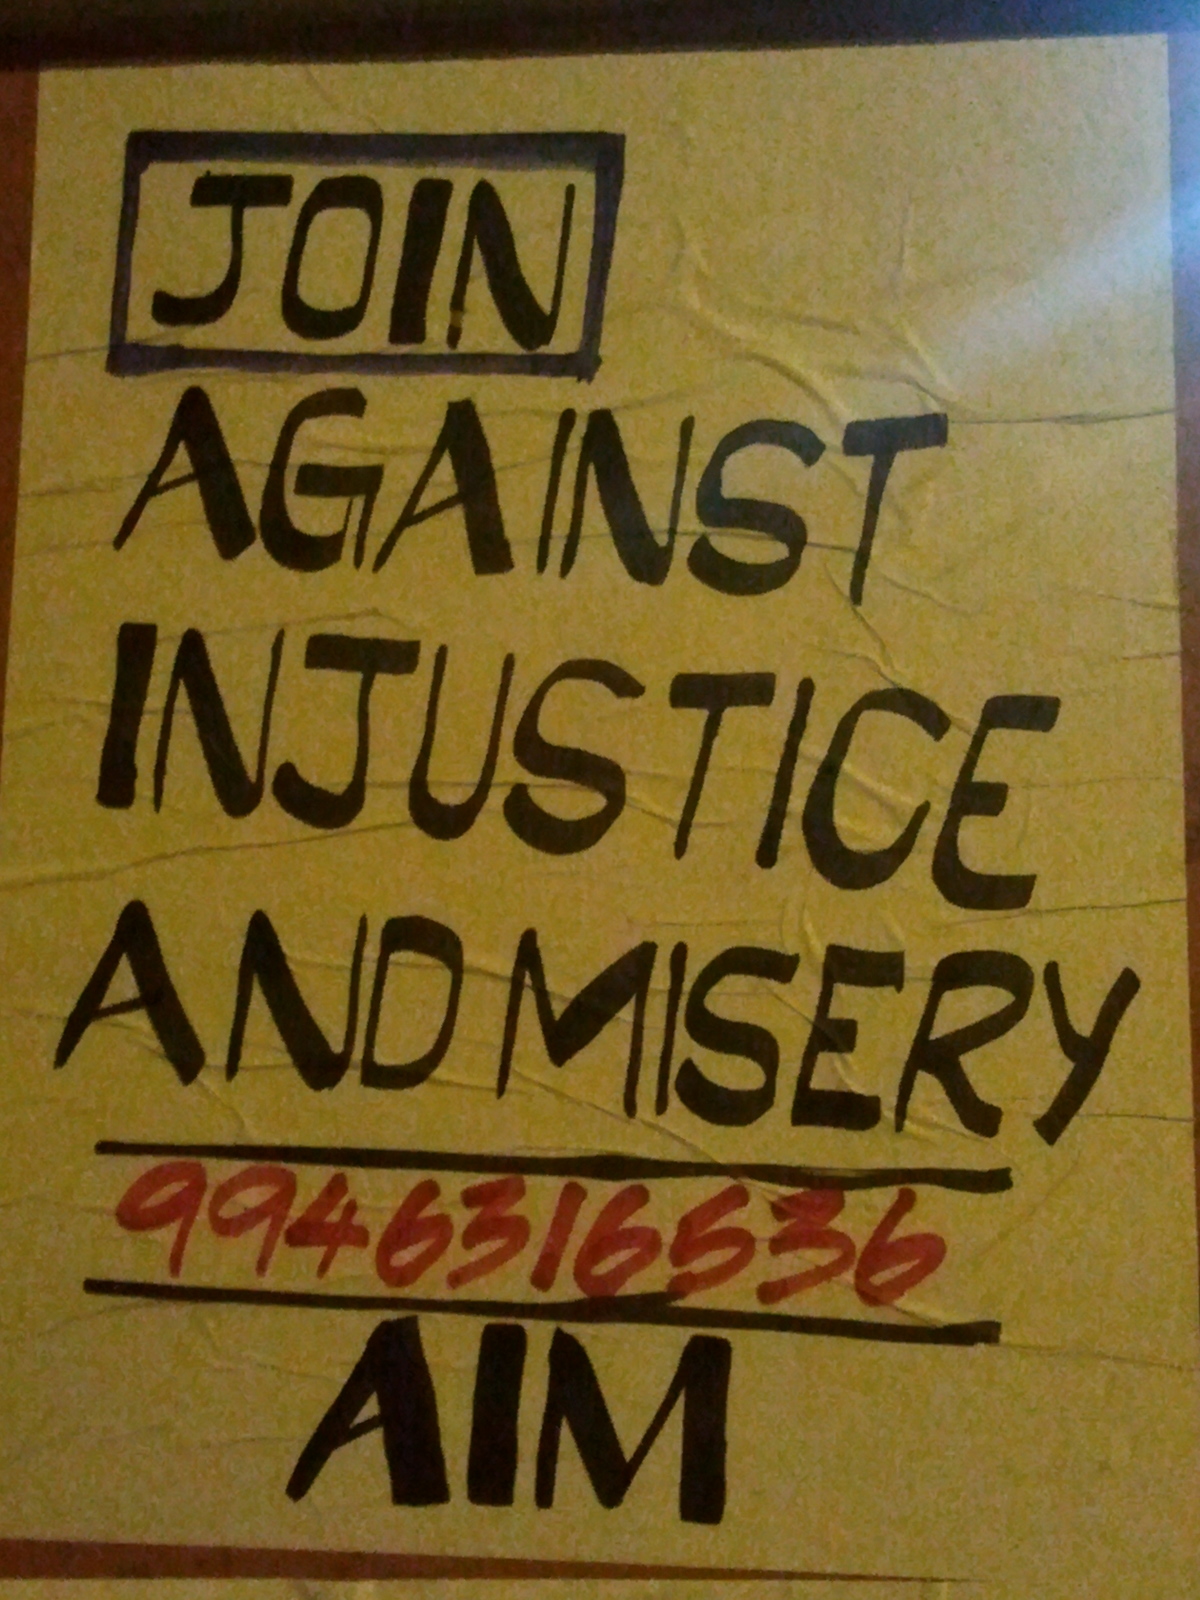 JOIN
AGAINST
INJUSTICE
AND MISERY
9946316536
AIM